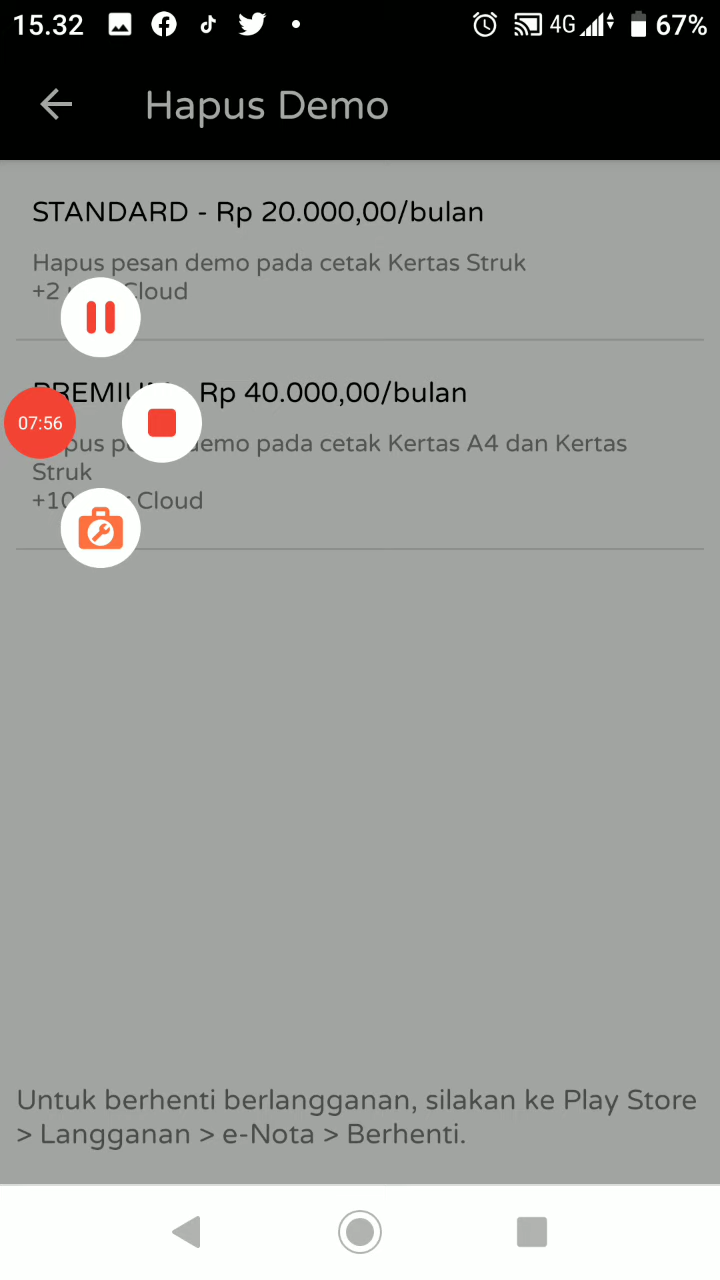 15.32 4G 67%
Hapus Demo
STANDARD - Rp 20.000,00/bulan
Hapus pesan demo pada cetak Kertas Struk
+2 Cloud
Rp 40.000,00/bulan
07:56
demo pada cetak Kertas A4 dan Kertas
Struk
Cloud
Untuk berhenti berlangganan, silakan ke Play Store
> Langganan > e-Nota > Berhenti.